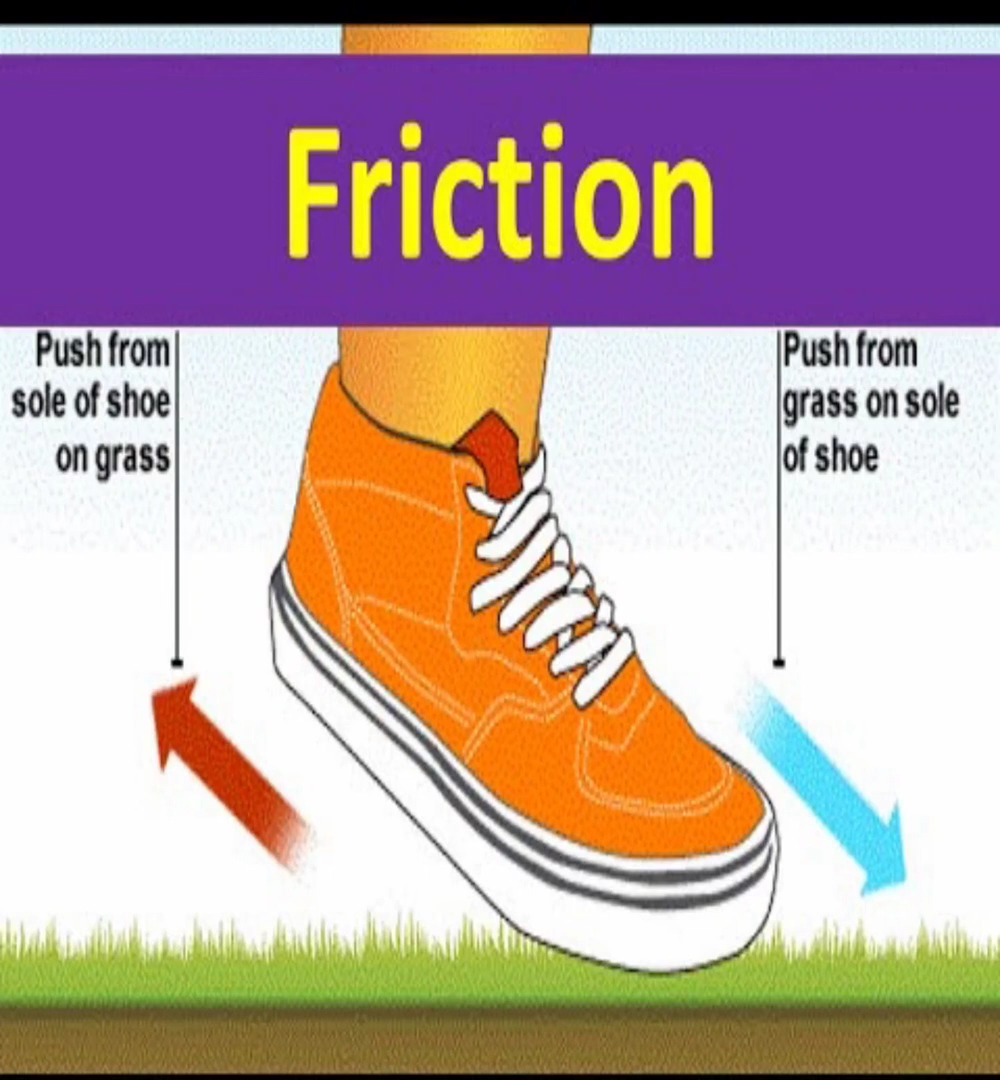 Friction
Push from
sole of shoe
on grass
Push from
grass on sole
of shoe